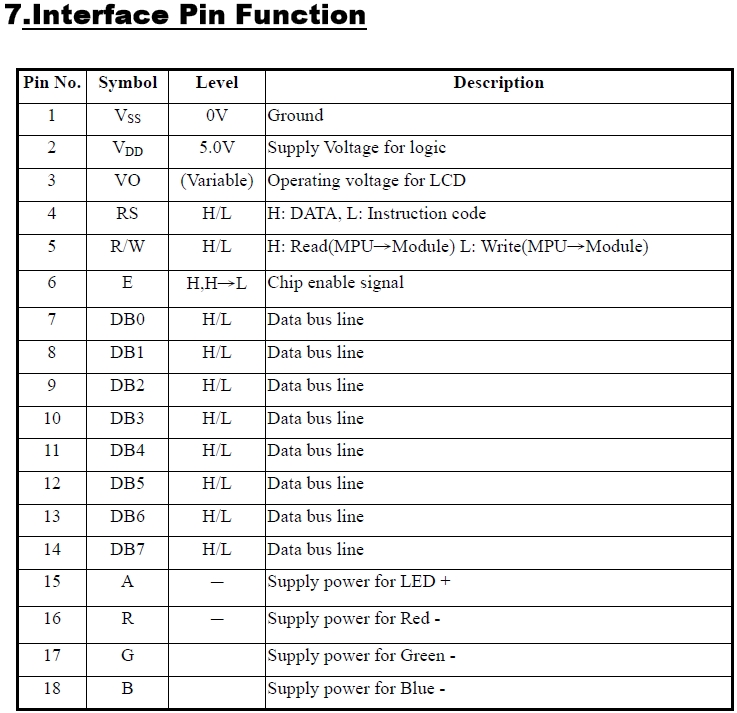 7.Interface Pin Function
Pin No. Symbol Level Description
1 VSS 0V Ground
2 VDD 5.0V Supply Voltage for logic
3 VO (Variable) Operating voltage for LCD
4 RS H/L H: DATA, L: Instruction code
5 R/W H/L H: Read(MPU→Module) L: Write(MPU→Module)
6 E H,H→L Chip enable signal
7 DB0 H/L Data bus line
8 DB1 H/L Data bus line
9 DB2 H/L Data bus line
10 DB3 H/L Data bus line
11 DB4 H/L Data bus line
12 DB5 H/L Data bus line
13 DB6 H/L Data bus line
14 DB7 H/L Data bus line
15 A — Supply power for LED +
16 R — Supply power for Red -
17 G Supply power for Green -
18 B Supply power for Blue -